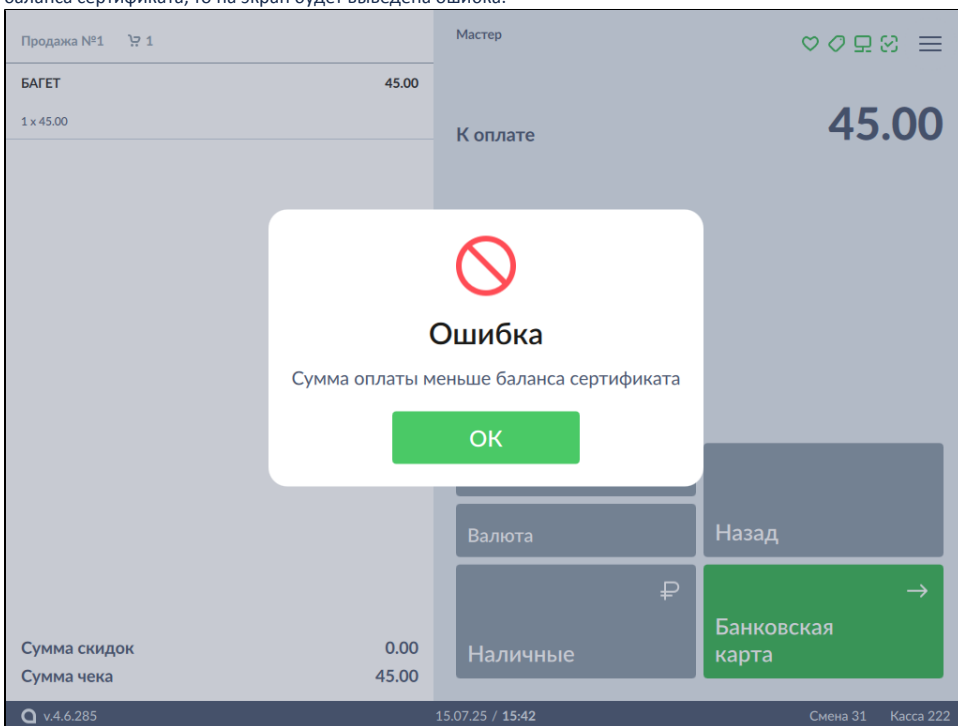 баланса сертификата, то на экран будет выведена ошибка.
Продажа №1 1
Мастер
БАГЕТ 45.00
1 x 45.00
К оплате 45.00
Ошибка
Сумма оплаты меньше баланса сертификата
ОК
Валюта
Назад
₽
Наличные
Банковская
карта
Сумма скидок 0.00
Сумма чека 45.00
v.4.6.285
15.07.25 / 15:42
Смена 31 Касса 222